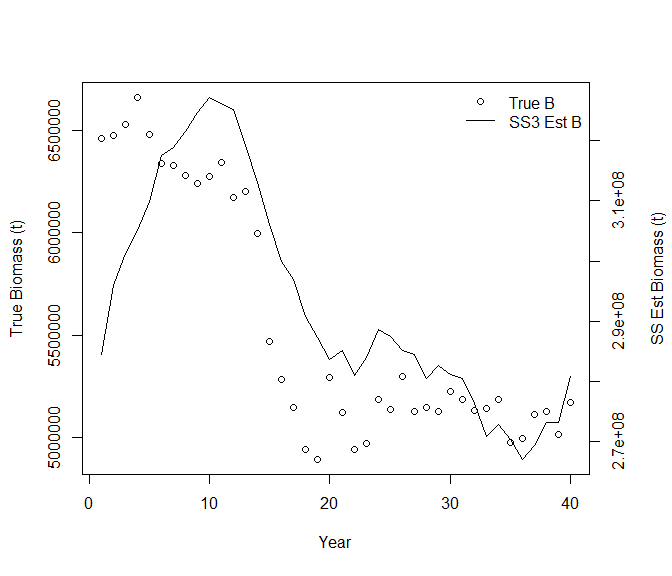 True B
SS3 Est B
True Biomass (t)
6500000
6000000
5500000
5000000
3.1e+08
2.9e+08
2.7e+08
SS Est Biomass (t)
0 10 20 30 40
Year